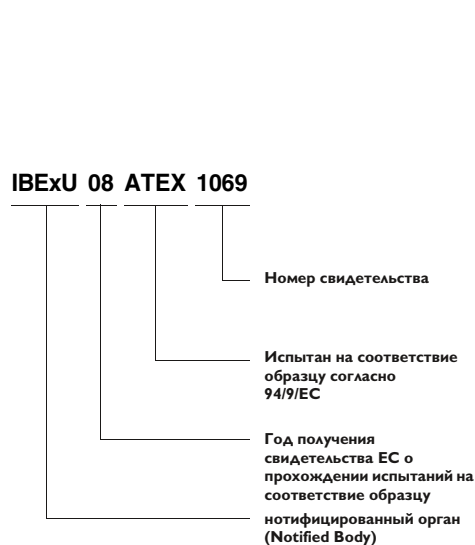 IBExU 08 ATEX 1069
Номер свидетельства
Испытан на соответствие
образцу согласно
94/9/EC
Год получения
свидетельства ЕС о
прохождении испытаний на
соответствие образцу
нотифицированный орган
(Notified Body)